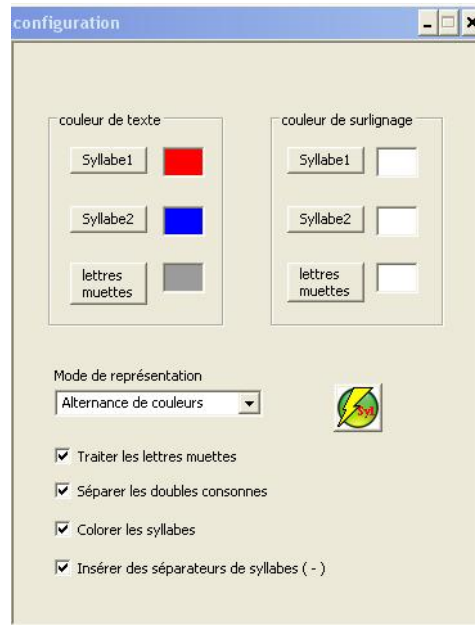 configuration
couleur de texte
Syllabe1
Syllabe2
lettres
muettes
couleur de surlignage
Syllabe1
Syllabe2
lettres
muettes
Mode de représentation
Alternance de couleurs
Syl
Traiter les lettres muettes
Séparer les doubles consonnes
Colorer les syllabes
Insérer des séparateurs de syllabes ( - )